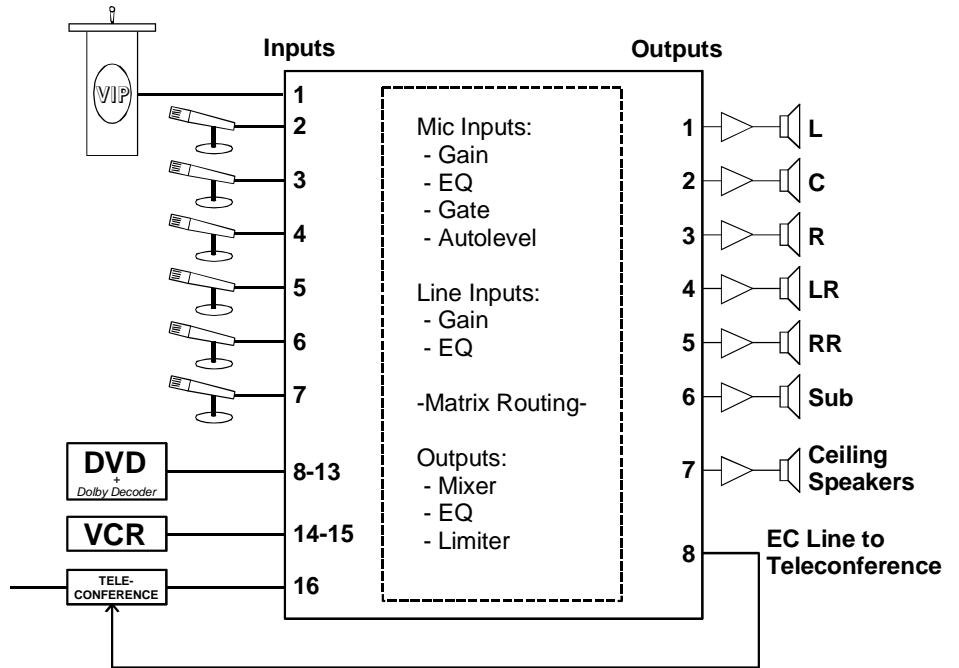 Inputs
Outputs
VIP
1
2
3
4
5
6
7
DVD
+
Dolby Decoder
8-13
VCR
14-15
TELE-
CONFERENCE
16
Mic Inputs:
- Gain
- EQ
- Gate
- Autolevel
Line Inputs:
- Gain
- EQ
-Matrix Routing-
Outputs:
- Mixer
- EQ
- Limiter
1 L
2 C
3 R
4 LR
5 RR
6 Sub
7 Ceiling
Speakers
8 EC Line to
Teleconference